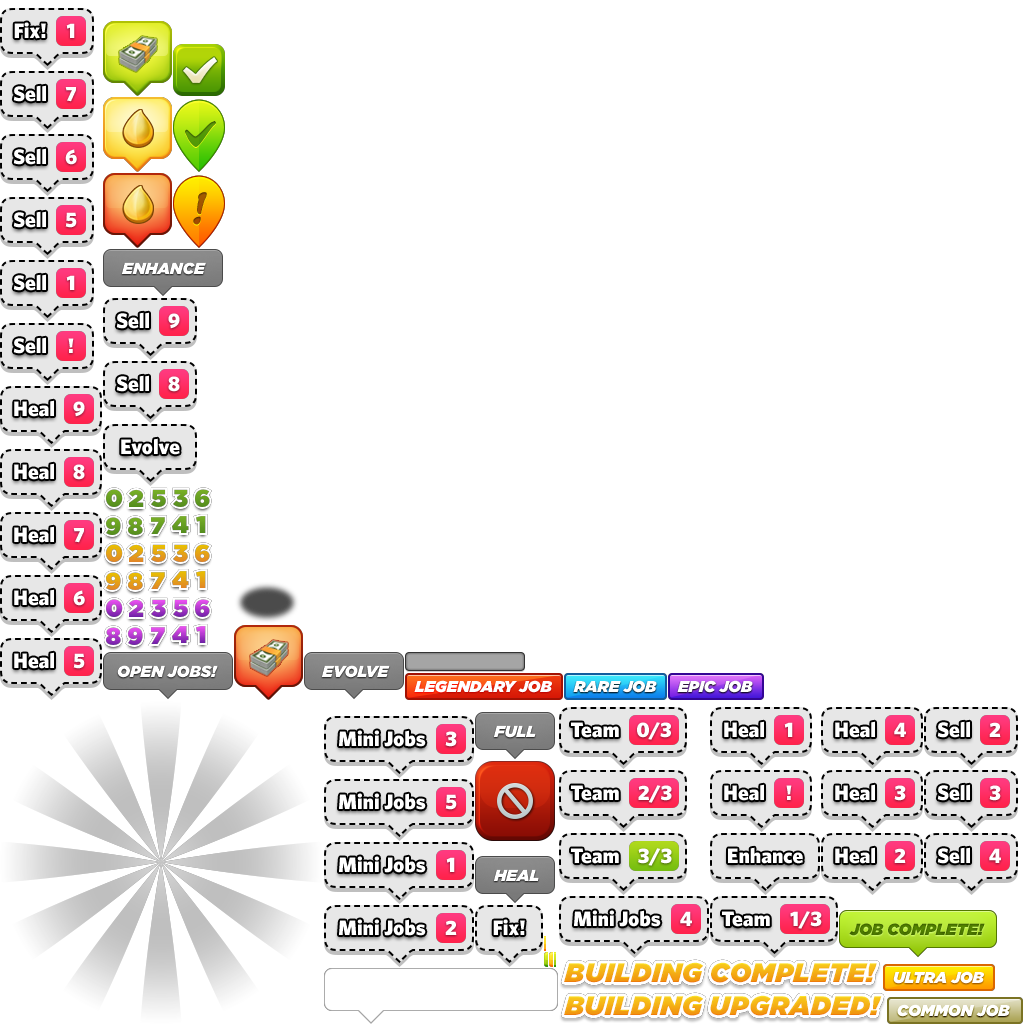 Fix! 1
Sell 7
Sell 6
Sell 5
Sell 1
Sell !
Heal 9
Heal 8
Heal 7
Heal 6
Heal 5
!
ENHANCE
Sell 9
Sell 8
Evolve
0 2 5 3 6
9 8 7 4 1
0 2 5 3 6
9 8 7 4 1
0 2 3 5 6
8 9 7 4 1
OPEN JOBS!
EVOLVE
LEGENDARY JOB
RARE JOB
EPIC JOB
Mini Jobs 3
Mini Jobs 5
Mini Jobs 1
Mini Jobs 2
FULL
HEAL
Fix!
Team 0/3
Team 2/3
Team 3/3
Mini Jobs 4
Heal 1
Heal !
Enhance
Team 1/3
Heal 4
Heal 3
Heal 2
Sell 2
Sell 3
Sell 4
JOB COMPLETE!
BUILDING COMPLETE!
ULTRA JOB
BUILDING UPGRADED!
COMMON JOB